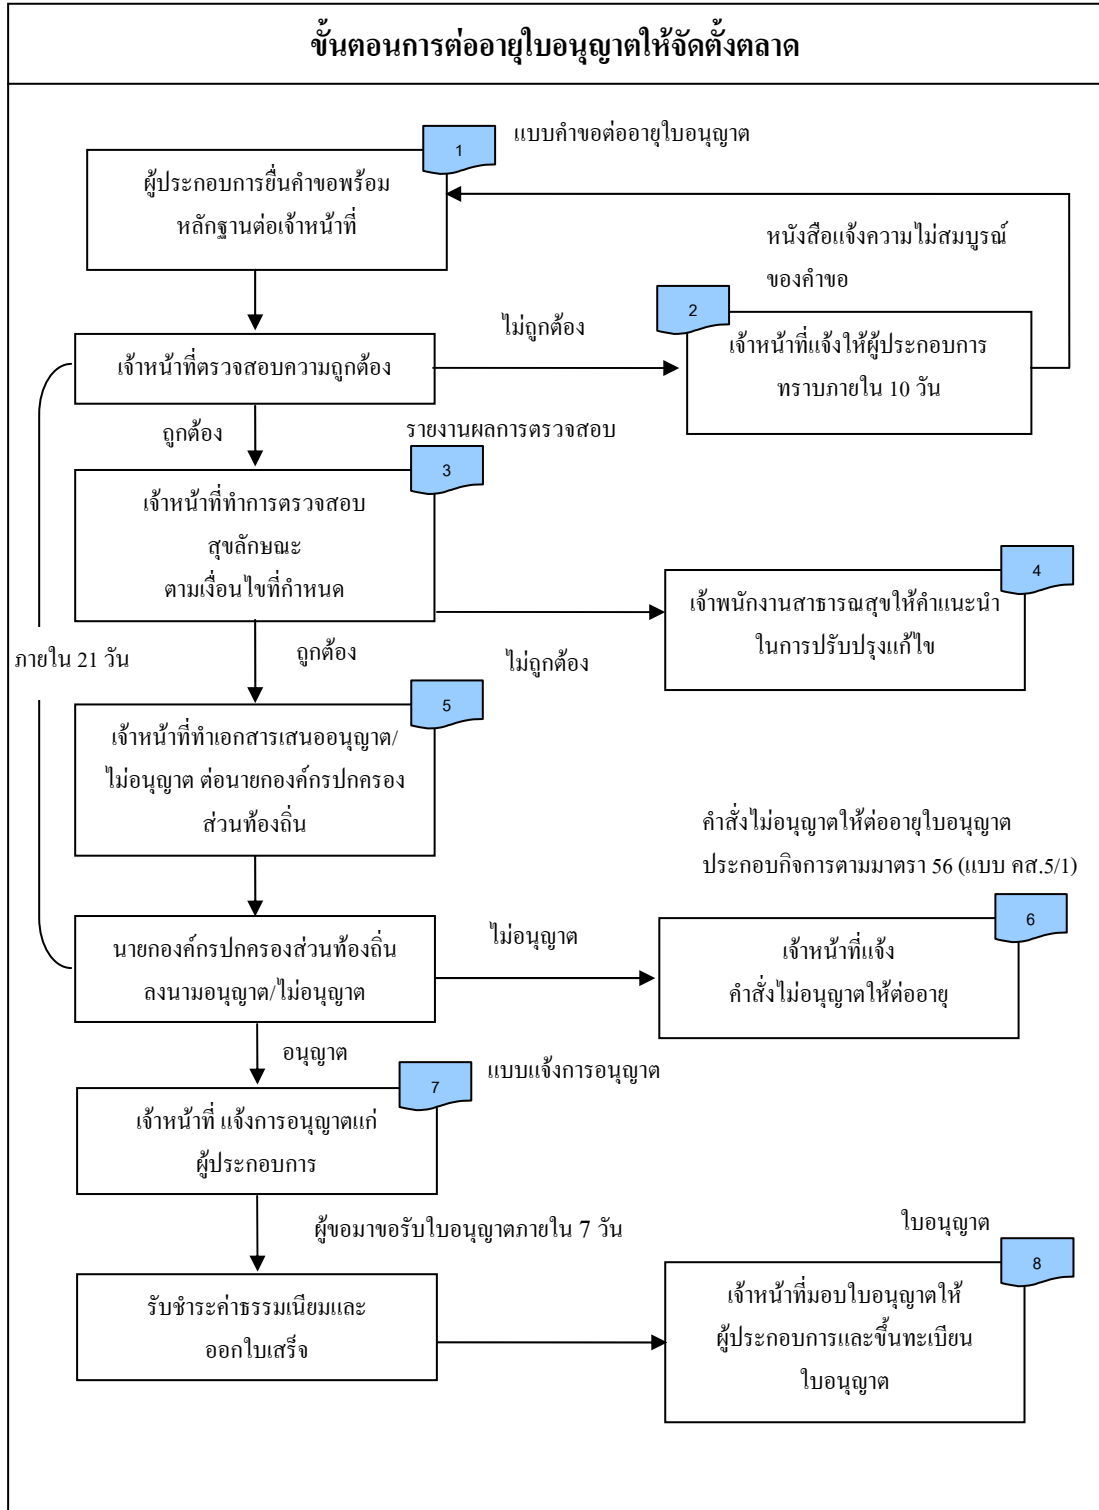 ขั้นตอนการต่ออายุใบอนุญาตให้จัดตั้งตลาด
1
แบบคำขอต่ออายุใบอนุญาต
ผู้ประกอบการยื่นคำขอพร้อม
หลักฐานต่อเจ้าหน้าที่
หนังสือแจ้งความไม่สมบูรณ์
ของคำขอ
2
ไม่ถูกต้อง
เจ้าหน้าที่แจ้งให้ผู้ประกอบการ
ทราบภายใน 10 วัน
เจ้าหน้าที่ตรวจสอบความถูกต้อง
ถูกต้อง
รายงานผลการตรวจสอบ
3
เจ้าหน้าที่ทำการตรวจสอบ
สุขลักษณะ
ตามเงื่อนไขที่กำหนด
4
เจ้าพนักงานสาธารณสุขให้คำแนะนำ
ในการปรับปรุงแก้ไข
ภายใน 21 วัน
ถูกต้อง
ไม่ถูกต้อง
5
เจ้าหน้าที่ทำเอกสารเสนออนุญาต/
ไม่อนุญาต ต่อนายกองค์กรปกครอง
ส่วนท้องถิ่น
คำสั่งไม่อนุญาตให้ต่ออายุใบอนุญาต
ประกอบกิจการตามมาตรา 56 (แบบ คส.5/1)
6
นายกองค์กรปกครองส่วนท้องถิ่น
ลงนามอนุญาต/ไม่อนุญาต
ไม่อนุญาต
เจ้าหน้าที่แจ้ง
คำสั่งไม่อนุญาตให้ต่ออายุ
อนุญาต
7
แบบแจ้งการอนุญาต
เจ้าหน้าที่ แจ้งการอนุญาตแก่
ผู้ประกอบการ
ผู้ขอมาขอรับใบอนุญาตภายใน 7 วัน
ใบอนุญาต
8
รับชำระค่าธรรมเนียมและ
ออกใบเสร็จ
เจ้าหน้าที่มอบใบอนุญาตให้
ผู้ประกอบการและขึ้นทะเบียน
ใบอนุญาต